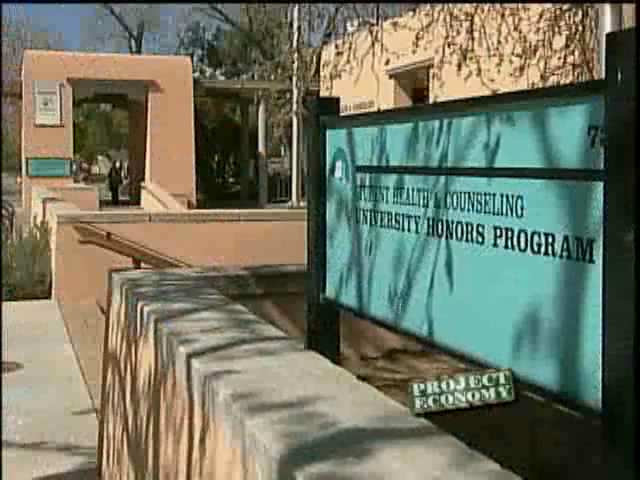 STUDENT HEALTH & COUNSELING
UNIVERSITY HONORS PROGRAM
PROJECT
ECONOMY